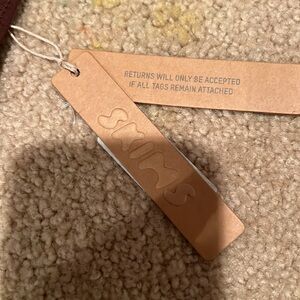 RETURNS WILL ONLY BE ACCEPTED
IF ALL TAGS REMAIN ATTACHED
SKIMS